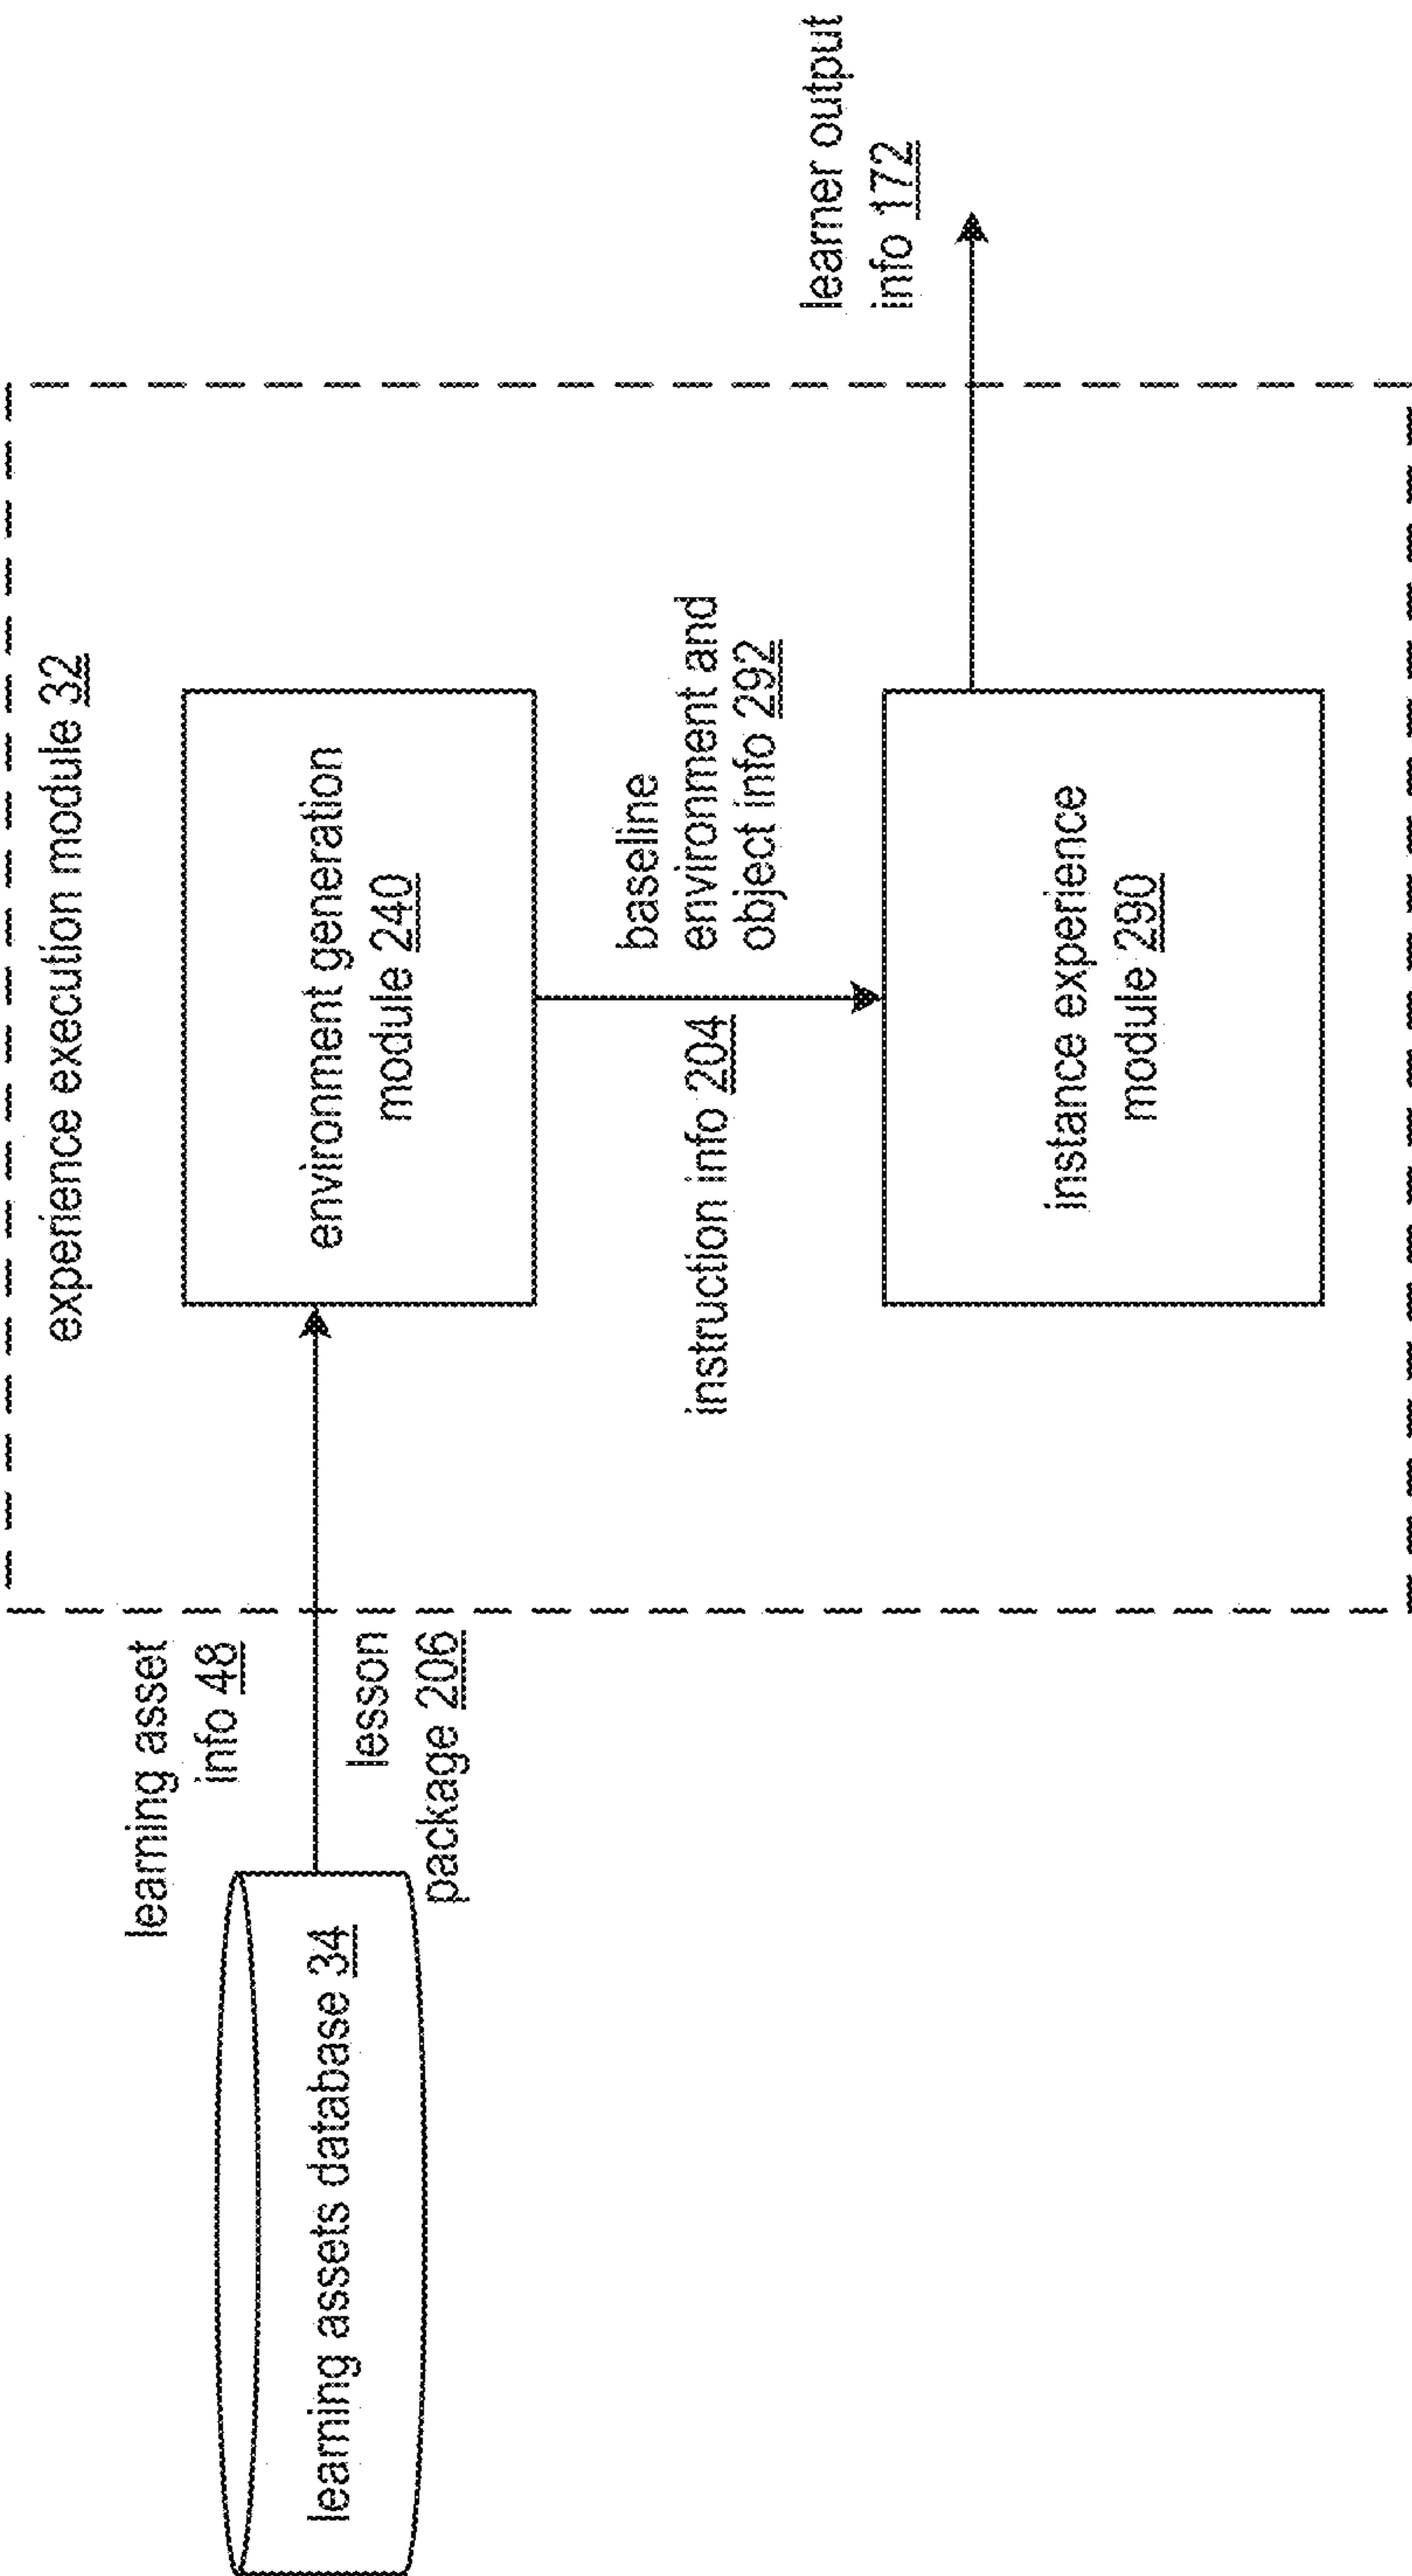 experience execution module 32
learning asset
info 48
learning assets database 34
lesson
package 206
environment generation
module 240
instruction info 204
baseline
environment and
object info 292
instance experience
module 290
learner output
info 172